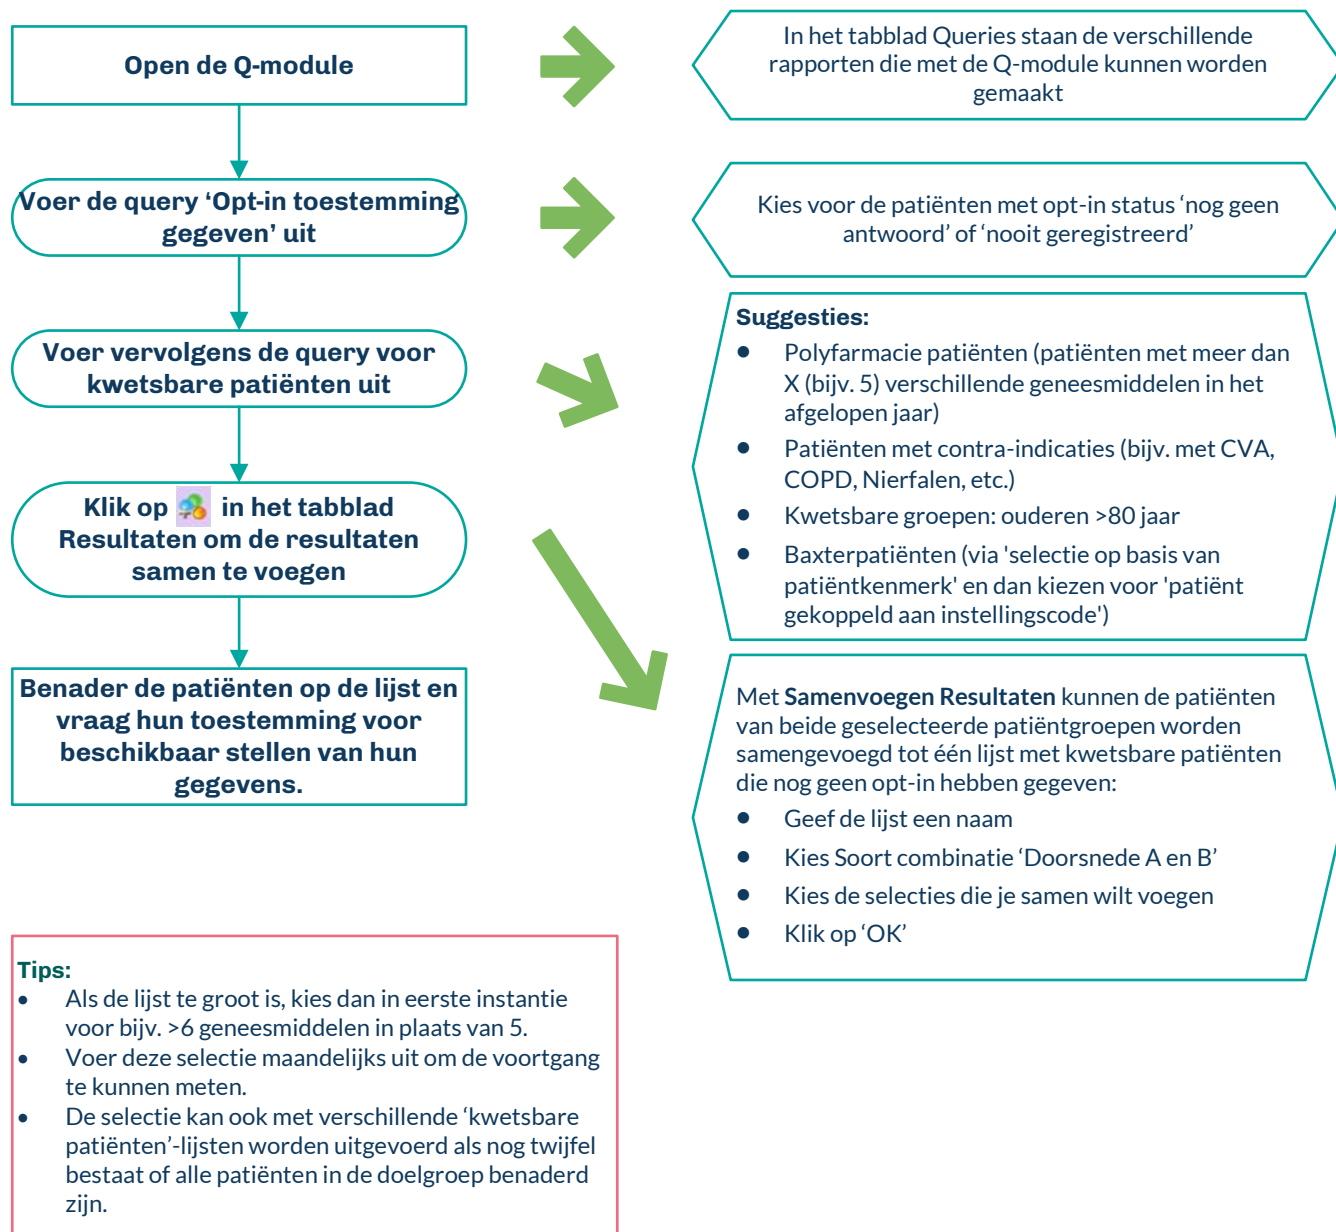 Open de Q-module
In het tabblad Queries staan de verschillende
rapporten die met de Q-module kunnen worden
gemaakt
Voer de query ‘Opt-in toestemming
gegeven’ uit
Kies voor de patiënten met opt-in status ‘nog geen
antwoord’ of ‘nooit geregistreerd’
Voer vervolgens de query voor
kwetsbare patiënten uit
Suggesties:
● Polyfarmacie patiënten (patiënten met meer dan
X (bijv. 5) verschillende geneesmiddelen in het
afgelopen jaar)
● Patiënten met contra-indicaties (bijv. met CVA,
COPD, Nierfalen, etc.)
● Kwetsbare groepen: ouderen >80 jaar
● Baxterpatiënten (via 'selectie op basis van
patiëntkenmerk' en dan kiezen voor 'patiënt
gekoppeld aan instellingscode')
Klik op in het tabblad
Resultaten om de resultaten
samen te voegen
Met Samenvoegen Resultaten kunnen de patiënten
van beide geselecteerde patiëntgroepen worden
samengevoegd tot één lijst met kwetsbare patiënten
die nog geen opt-in hebben gegeven:
● Geef de lijst een naam
● Kies Soort combinatie ‘Doorsnede A en B’
● Kies de selecties die je samen wilt voegen
● Klik op ‘OK’
Benader de patiënten op de lijst en
vraag hun toestemming voor
beschikbaar stellen van hun
gegevens.
Tips:
• Als de lijst te groot is, kies dan in eerste instantie
voor bijv. >6 geneesmiddelen in plaats van 5.
• Voer deze selectie maandelijks uit om de voortgang
te kunnen meten.
• De selectie kan ook met verschillende ‘kwetsbare
patiënten’-lijsten worden uitgevoerd als nog twijfel
bestaat of alle patiënten in de doelgroep benaderd
zijn.